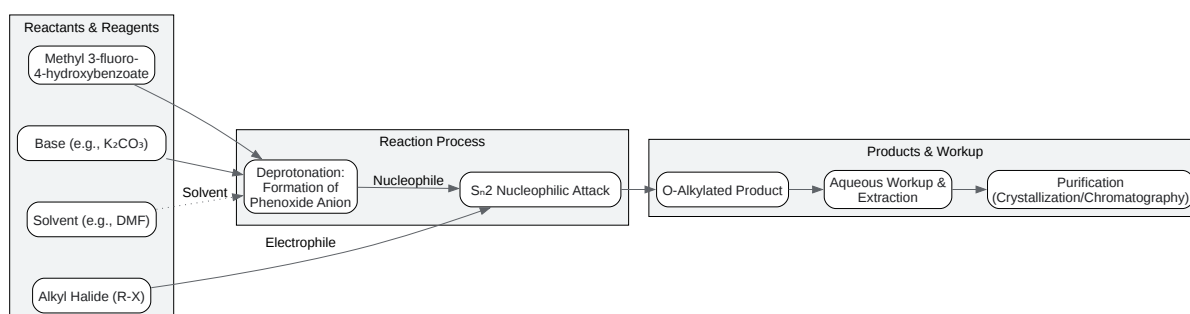 Reactants & Reagents
Methyl 3-fluoro-
4-hydroxybenzoate
Base (e.g., K₂CO₃)
Solvent (e.g., DMF)
Alkyl Halide (R-X)
Solvent
Electrophile
Reaction Process
Deprotonation:
Formation of
Phenoxide Anion
Nucleophile
Sₙ2 Nucleophilic Attack
Products & Workup
O-Alkylated Product
Aqueous Workup &
Extraction
Purification
(Crystallization/Chromatography)